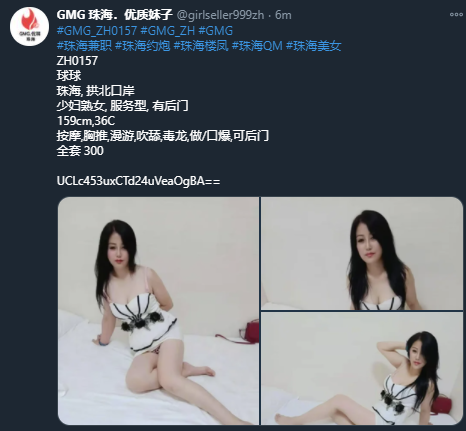 GMG 珠海．优质妹子 @girlseller999zh · 6m
#GMG_ZH0157 #GMG_ZH #GMG
#珠海兼职 #珠海约炮 #珠海楼凤 #珠海QM #珠海美女
ZH0157
球球
珠海, 拱北口岸
少妇熟女, 服务型, 有后门
159cm,36C
按摩,胸推,漫游,吹舔,毒龙,做/口爆,可后门
全套 300
UCLc453uxCTd24uVeaOgBA==